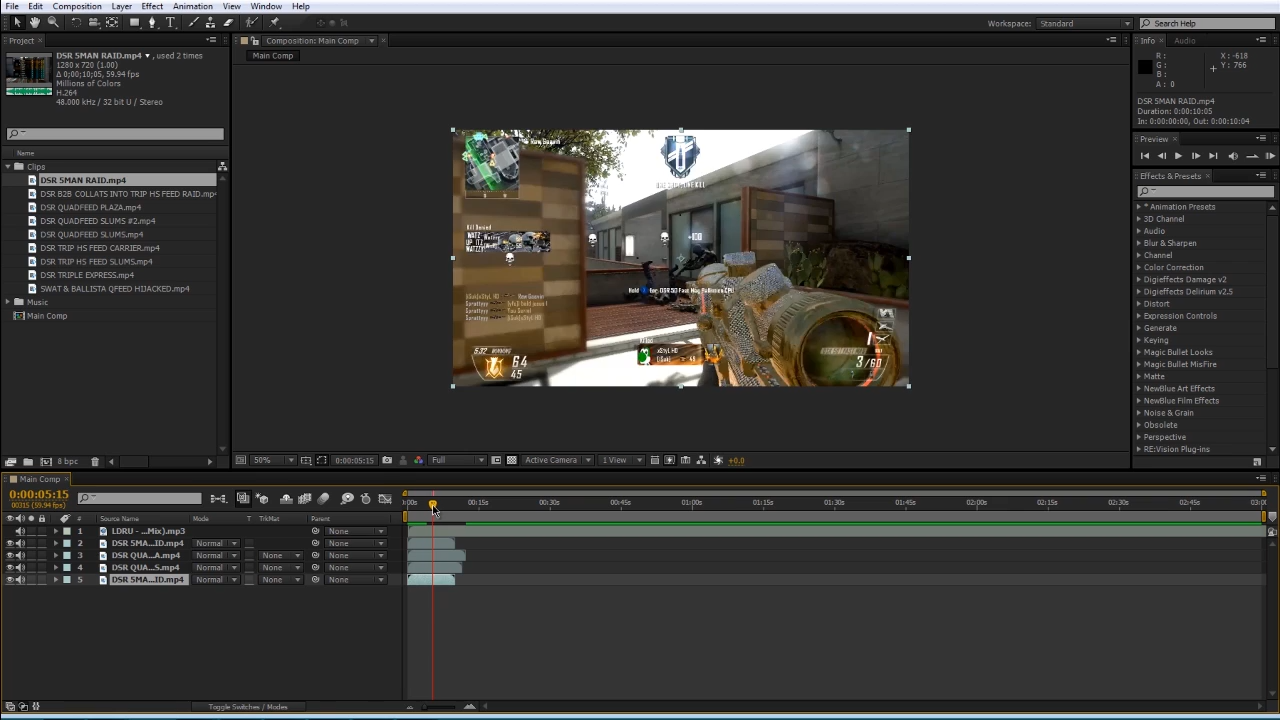 File Edit Composition Layer Effect Animation View Window Help
Workspace: Standard Search Help
Project
DSR 5MAN RAID.mp4 , used 2 times
1280 x 720 (1.00)
Δ 0;00;10;05, 59.94 fps
Millions of Colors
H.264
48.000 kHz / 32 bit U / Stereo
Name
Clips
DSR 5MAN RAID.mp4
DSR B2B COLLATS INTO TRIP HS FEED RAID.mp4
DSR QUADFEED PLAZA.mp4
DSR QUADFEED SLUMS #2.mp4
DSR QUADFEED SLUMS.mp4
DSR TRIP HS FEED CARRIER.mp4
DSR TRIP HS FEED SLUMS.mp4
DSR TRIPLE EXPRESS.mp4
SWAT & BALLISTA QFEED HIJACKED.mp4
Music
Main Comp
8 bpc
Composition: Main Comp
Main Comp
Kill Denied
+100
Killed
64
45
3/60
50% 0:00:05:15 Full Active Camera 1 View +0.0
Info Audio
R :
G :
B :
A : 0
X : -618
Y : 766
DSR 5MAN RAID.mp4
Duration: 0:00:10:05
In: 0:00:00:00, Out: 0:00:10:04
Preview
Effects & Presets
* Animation Presets
3D Channel
Audio
Blur & Sharpen
Channel
Color Correction
Digieffects Damage v2
Digieffects Delirium v2.5
Distort
Expression Controls
Generate
Keying
Magic Bullet Looks
Magic Bullet MisFire
Matte
NewBlue Art Effects
NewBlue Film Effects
Noise & Grain
Obsolete
Perspective
RE:Vision Plug-ins
Main Comp
0:00:05:15
00315 (59.94 fps)
:00s 00:15s 00:30s 00:45s 01:00s 01:15s 01:30s 01:45s 02:00s 02:15s 02:30s 02:45s 03:00
# Source Name Mode T TrkMat Parent
1 LDRU - ...Mix).mp3 None
2 DSR 5MA...ID.mp4 Normal None
3 DSR QUA...A.mp4 Normal None None
4 DSR QUA...S.mp4 Normal None None
5 DSR 5MA...ID.mp4 Normal None None
Toggle Switches / Modes